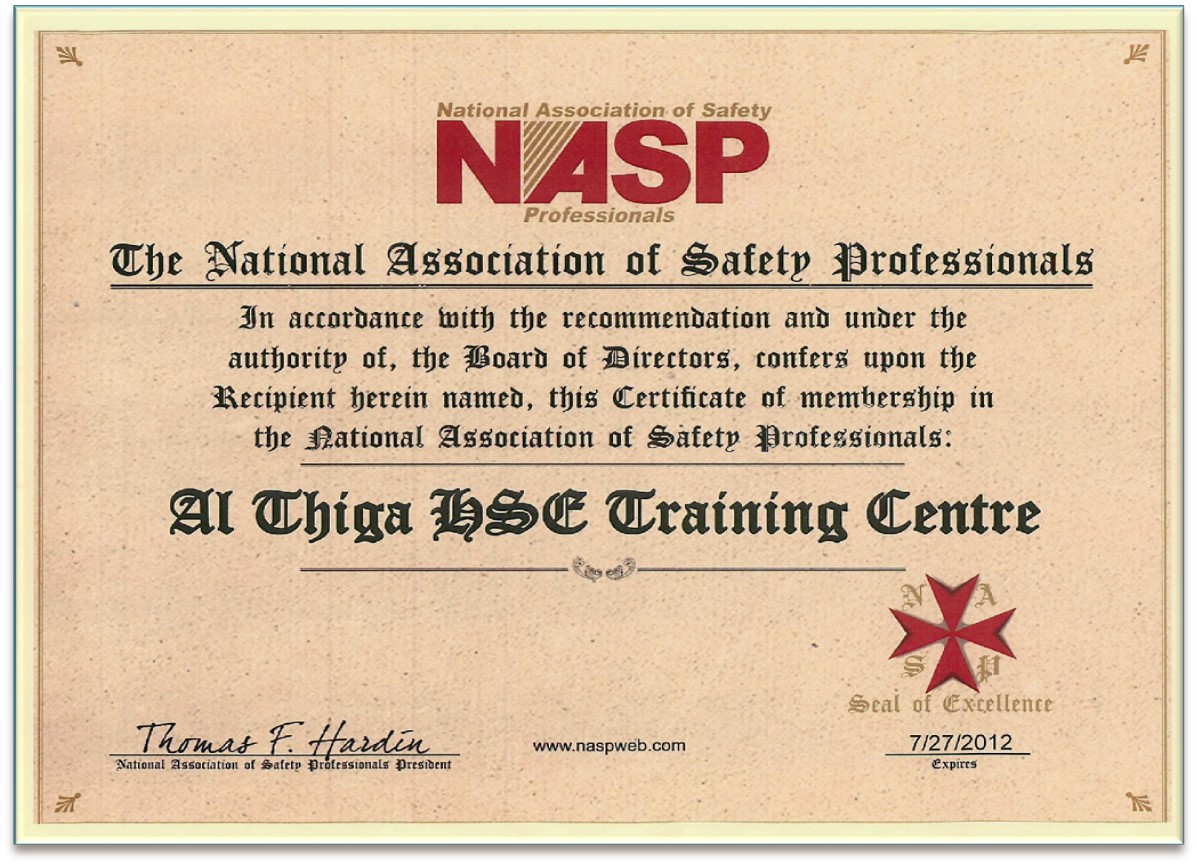 National Association of Safety
NASP
Professionals
The National Association of Safety Professionals
In accordance with the recommendation and under the
authority of, the Board of Directors, confers upon the
Recipient herein named, this Certificate of membership in
the National Association of Safety Professionals:
Al Thiga HSE Training Centre
N A
S P
Seal of Excellence
Thomas F. Hardin
National Association of Safety Professionals President
www.naspweb.com
7/27/2012
Expires